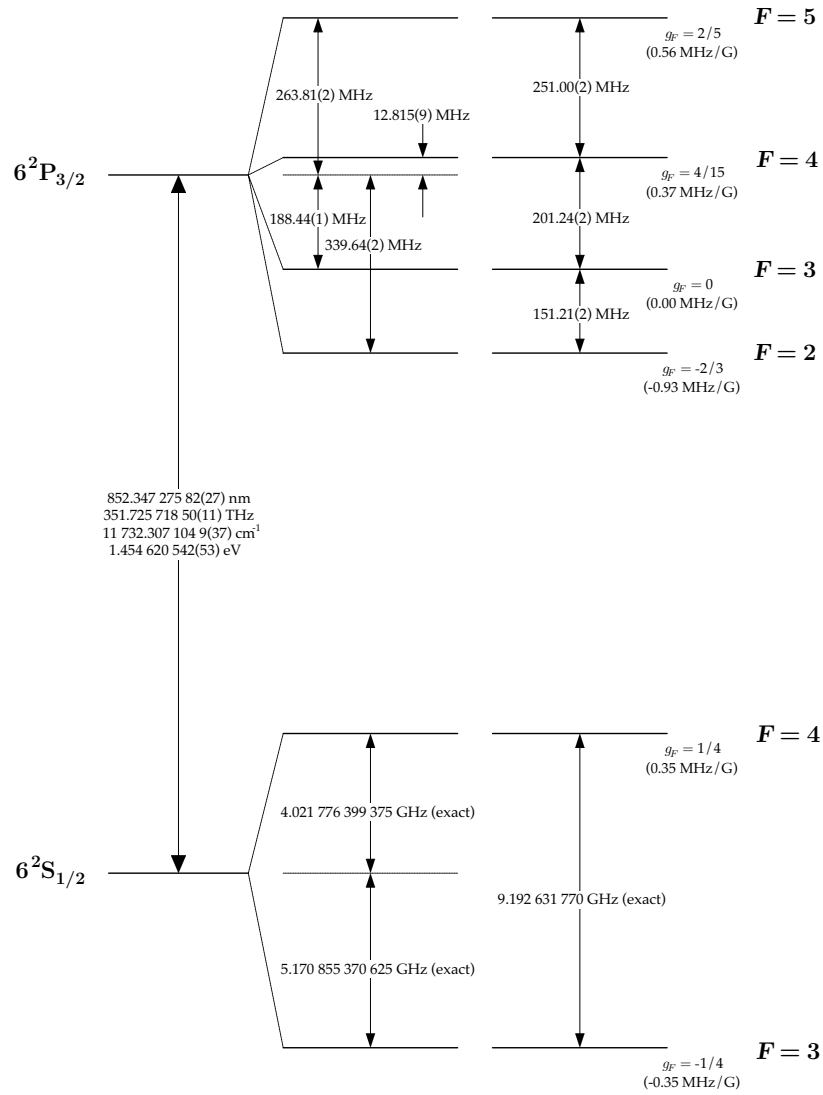 F = 5
g_F = 2/5
(0.56 MHz/G)
263.81(2) MHz
251.00(2) MHz
12.815(9) MHz
6²P₃/₂
F = 4
g_F = 4/15
(0.37 MHz/G)
188.44(1) MHz
201.24(2) MHz
339.64(2) MHz
F = 3
g_F = 0
(0.00 MHz/G)
151.21(2) MHz
F = 2
g_F = -2/3
(-0.93 MHz/G)
852.347 275 82(27) nm
351.725 718 50(11) THz
11 732.307 104 9(37) cm⁻¹
1.454 620 542(53) eV
F = 4
g_F = 1/4
(0.35 MHz/G)
4.021 776 399 375 GHz (exact)
6²S₁/₂
9.192 631 770 GHz (exact)
5.170 855 370 625 GHz (exact)
F = 3
g_F = -1/4
(-0.35 MHz/G)